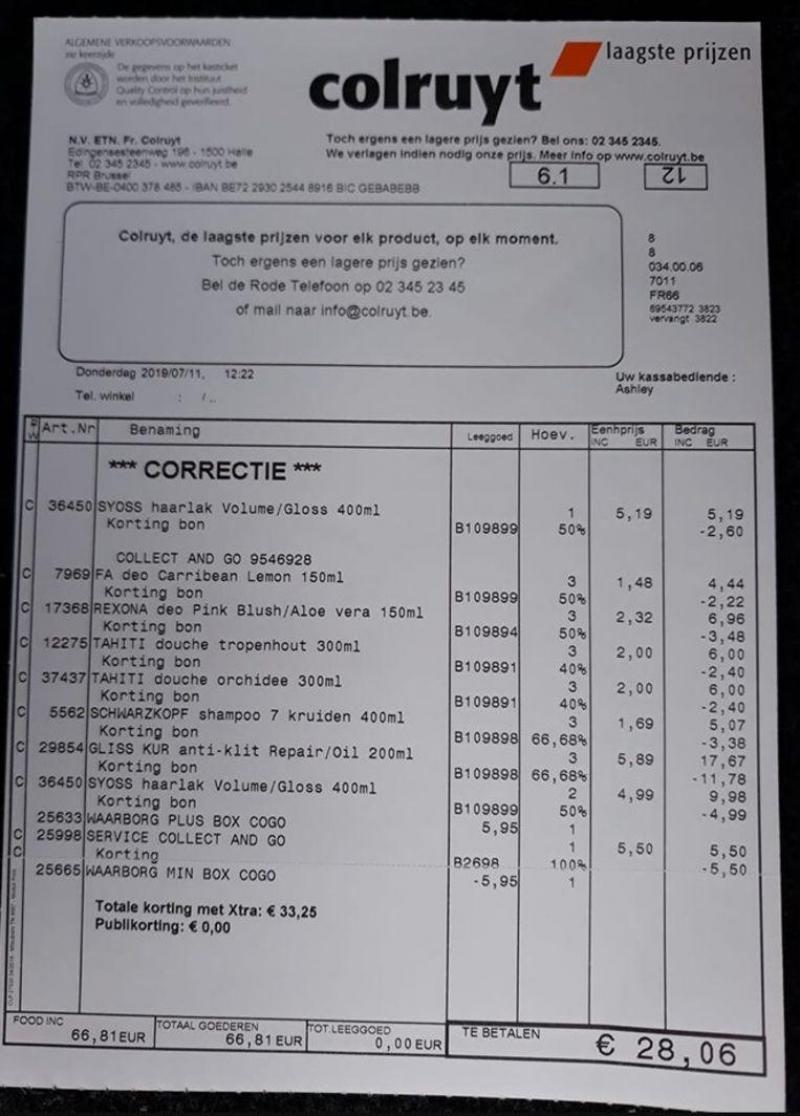 ALGEMENE VERKOOPSVOORWAARDEN
zie keerzijde
De gegevens op het kasticket
worden door het Instituut
Quality Control op hun juistheid
en volledigheid geverifieerd.
colruyt laagste prijzen
N.V. ETN. Fr. Colruyt
Edingensesteenweg 196 - 1500 Halle
Tel 02 345 2345 - www.colruyt.be
RPR Brussel
BTW-BE-0400 378 485 - IBAN BE72 2930 2544 8916 BIC GEBABEBB
Toch ergens een lagere prijs gezien? Bel ons: 02 345 2345.
We verlagen indien nodig onze prijs. Meer info op www.colruyt.be
6.1 12
Colruyt, de laagste prijzen voor elk product, op elk moment.
Toch ergens een lagere prijs gezien?
Bel de Rode Telefoon op 02 345 23 45
of mail naar info@colruyt.be.
8
8
034.00.06
7011
FR66
69543772 3823
vervangt 3822
Donderdag 2019/07/11, 12:22
Tel. winkel : /..
Uw kassabediende :
Ashley
Art.Nr Benaming Leeggoed Hoev. Eenhprijs INC EUR Bedrag INC EUR
*** CORRECTIE ***
C 36450 SYOSS haarlak Volume/Gloss 400ml 1 5,19 5,19
Korting bon B109899 50% -2,60
COLLECT AND GO 9546928
C 7969 FA deo Carribean Lemon 150ml 3 1,48 4,44
Korting bon B109899 50% -2,22
C 17368 REXONA deo Pink Blush/Aloe vera 150ml 3 2,32 6,96
Korting bon B109894 50% -3,48
C 12275 TAHITI douche tropenhout 300ml 3 2,00 6,00
Korting bon B109891 40% -2,40
C 37437 TAHITI douche orchidee 300ml 3 2,00 6,00
Korting bon B109891 40% -2,40
C 5562 SCHWARZKOPF shampoo 7 kruiden 400ml 3 1,69 5,07
Korting bon B109898 66,68% -3,38
C 29854 GLISS KUR anti-klit Repair/Oil 200ml 3 5,89 17,67
Korting bon B109898 66,68% -11,78
C 36450 SYOSS haarlak Volume/Gloss 400ml 2 4,99 9,98
Korting bon B109899 50% -4,99
25633 WAARBORG PLUS BOX COGO 5,95 1
C 25998 SERVICE COLLECT AND GO 1 5,50 5,50
C Korting B2698 100% -5,50
25665 WAARBORG MIN BOX COGO -5,95 1
Totale korting met Xtra: € 33,25
Publikorting: € 0,00
FOOD INC 66,81 EUR
TOTAAL GOEDEREN 66,81 EUR
TOT.LEEGGOED 0,00 EUR
TE BETALEN € 28,06